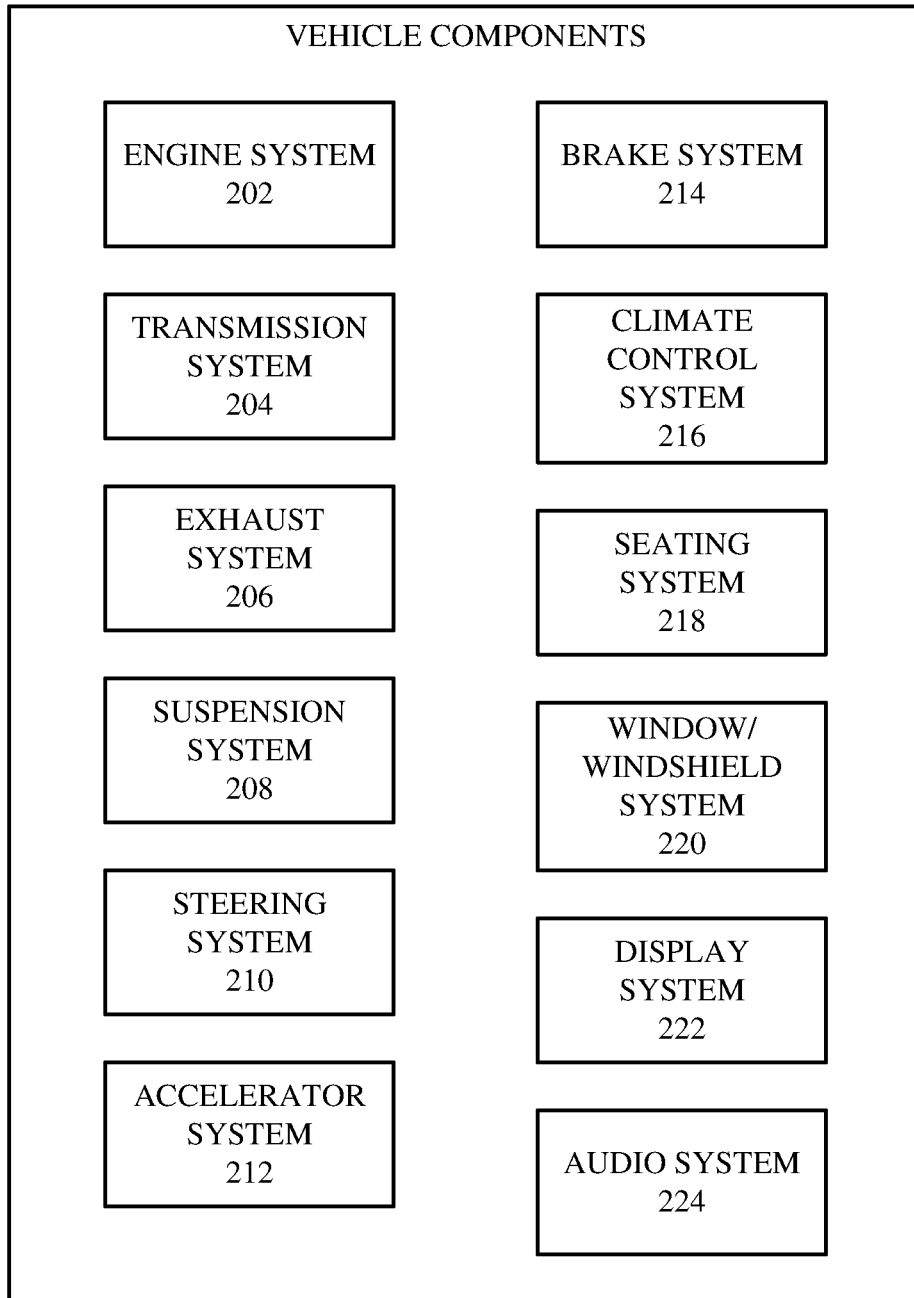 VEHICLE COMPONENTS
ENGINE SYSTEM
202
TRANSMISSION
SYSTEM
204
EXHAUST
SYSTEM
206
SUSPENSION
SYSTEM
208
STEERING
SYSTEM
210
ACCELERATOR
SYSTEM
212
BRAKE SYSTEM
214
CLIMATE
CONTROL
SYSTEM
216
SEATING
SYSTEM
218
WINDOW/
WINDSHIELD
SYSTEM
220
DISPLAY
SYSTEM
222
AUDIO SYSTEM
224